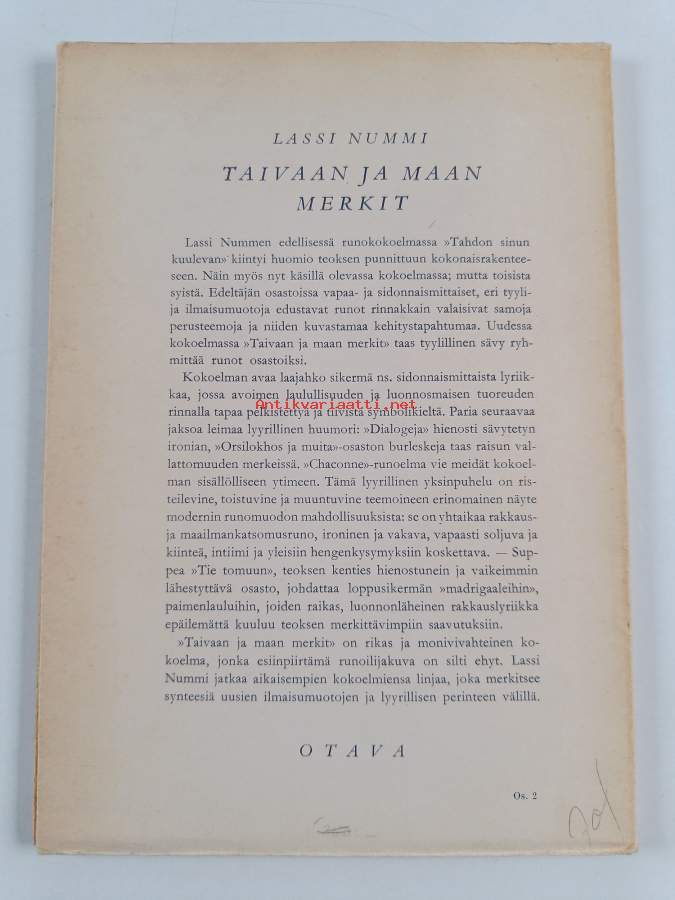 LASSI NUMMI
TAIVAAN JA MAAN
MERKIT
Lassi Nummen edellisessä runokokoelmassa »Tahdon sinun
kuulevan» kiintyi huomio teoksen punnittuun kokonaisrakentee-
seen. Näin myös nyt käsillä olevassa kokoelmassa; mutta toisista
syistä. Edeltäjän osastoissa vapaa- ja sidonnaismittaiset, eri tyyli-
ja ilmaisumuotoja edustavat runot rinnakkain valaisivat samoja
perusteemoja ja niiden kuvastamaa kehitystapahtumaa. Uudessa
kokoelmassa »Taivaan ja maan merkit» taas tyylillinen sävy ryh-
mittää runot osastoiksi.
Kokoelman avaa laajahko sikermä ns. sidonnaismittaista lyriik-
kaa, jossa avoimen laulullisuuden ja luonnosmaisen tuoreuden
rinnalla tapaa pelkistettyä ja tiivistä symbolikieltä. Paria seuraavaa
Antikvariaatti.net
jaksoa leimaa lyyrillinen huumori: »Dialogeja» hienosti sävytetyn
ironian, »Orsilokhos ja muita»-osaston burleskeja taas raisun val-
lattomuuden merkeissä. »Chaconne»-runoelma vie meidät kokoel-
man sisällölliseen ytimeen. Tämä lyyrillinen yksinpuhelu on ris-
teilevine, toistuvine ja muuntuvine teemoineen erinomainen näyte
modernin runomuodon mahdollisuuksista: se on yhtaikaa rakkaus-
ja maailmankatsomusruno, ironinen ja vakava, vapaasti soljuva ja
kiinteä, intiimi ja yleisiin hengenkysymyksiin koskettava. — Sup-
pea »Tie tomuun», teoksen kenties hienostunein ja vaikeimmin
lähestyttävä osasto, johdattaa loppusikermän »madrigaaleihin»,
paimenlauluihin, joiden raikas, luonnonläheinen rakkauslyriikka
epäilemättä kuuluu teoksen merkittävimpiin saavutuksiin.
»Taivaan ja maan merkit» on rikas ja monivivahteinen ko-
koelma, jonka esiinpiirtämä runoilijakuva on silti ehyt. Lassi
Nummi jatkaa aikaisempien kokoelmiensa linjaa, joka merkitsee
synteesiä uusien ilmaisumuotojen ja lyyrillisen perinteen välillä.
OTAVA
Os. 2